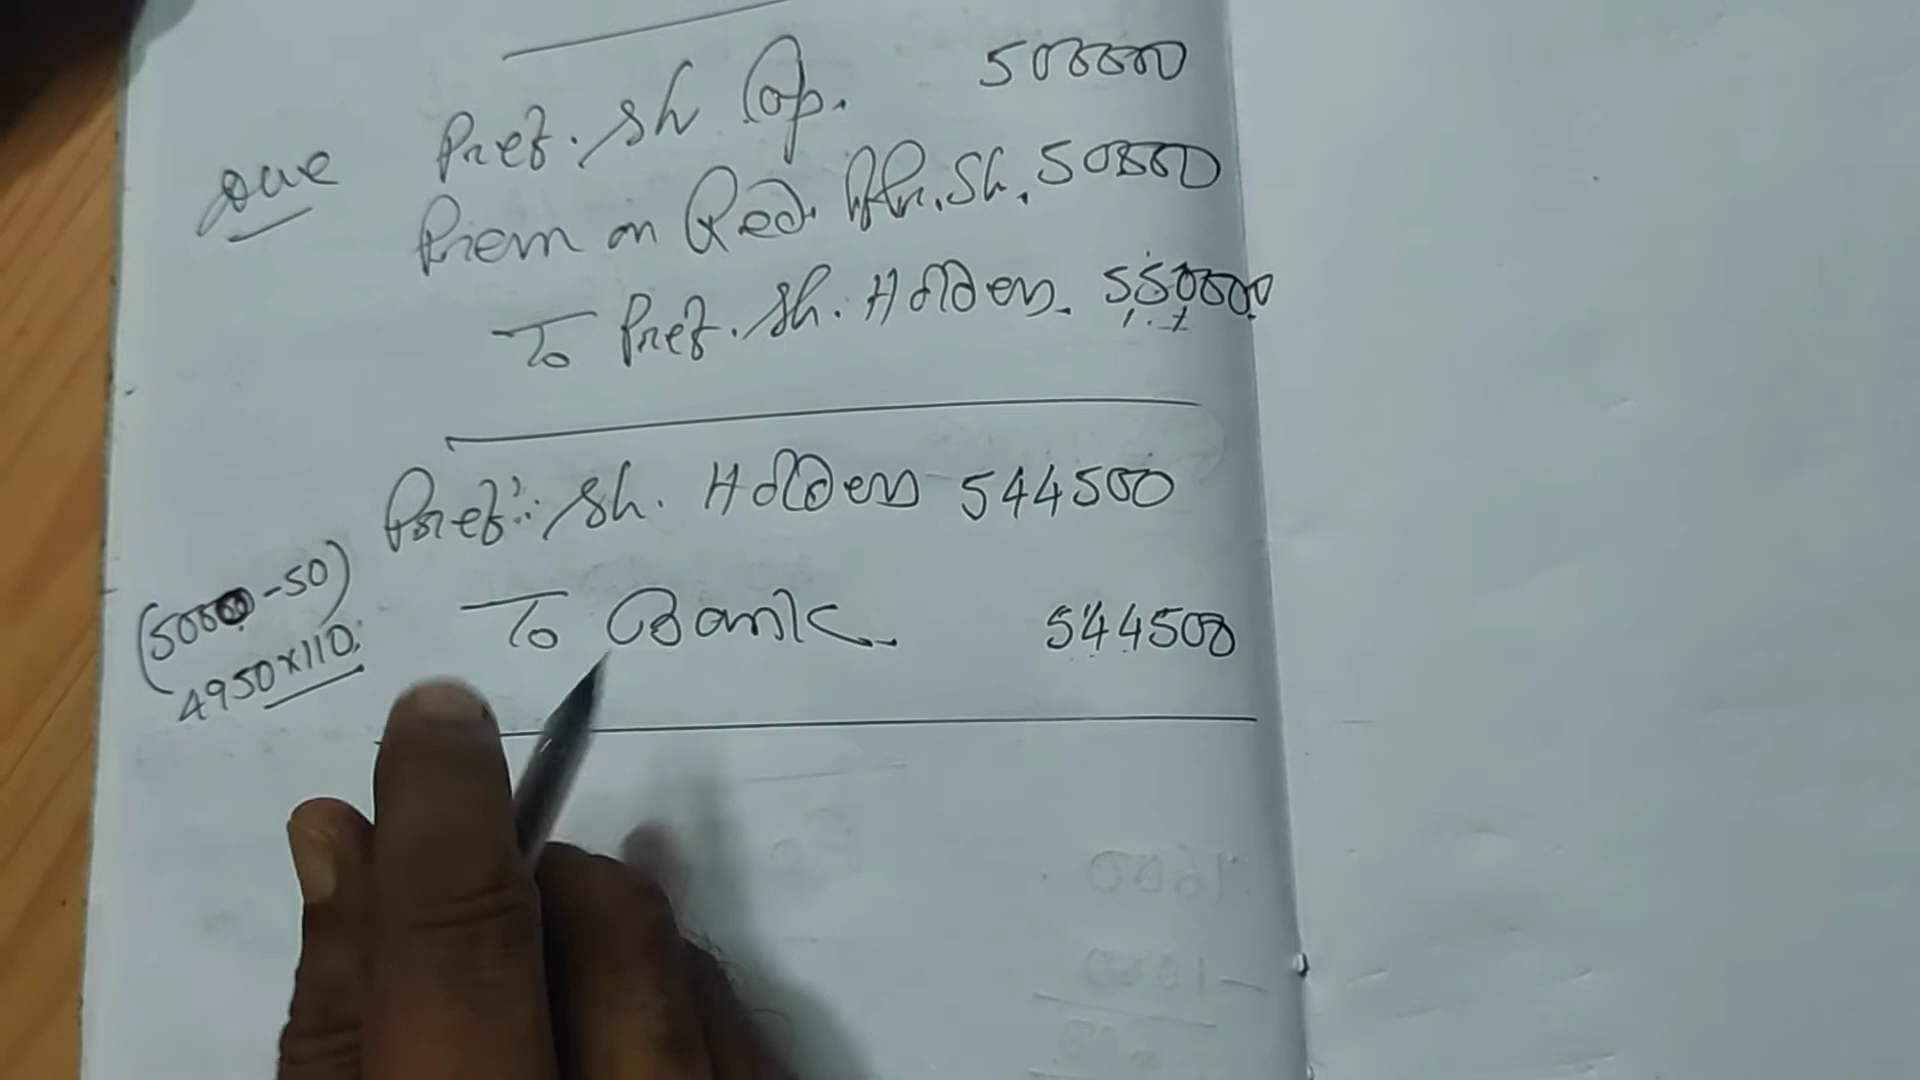 Pref. Sh Cap. 500000
due
Prem on Red. Pr. Sh. 50000
To Pref. Sh. Holders. 550000
Pref. Sh. Holders 544500
(5000-50)
To Bank. 544500
4950x110